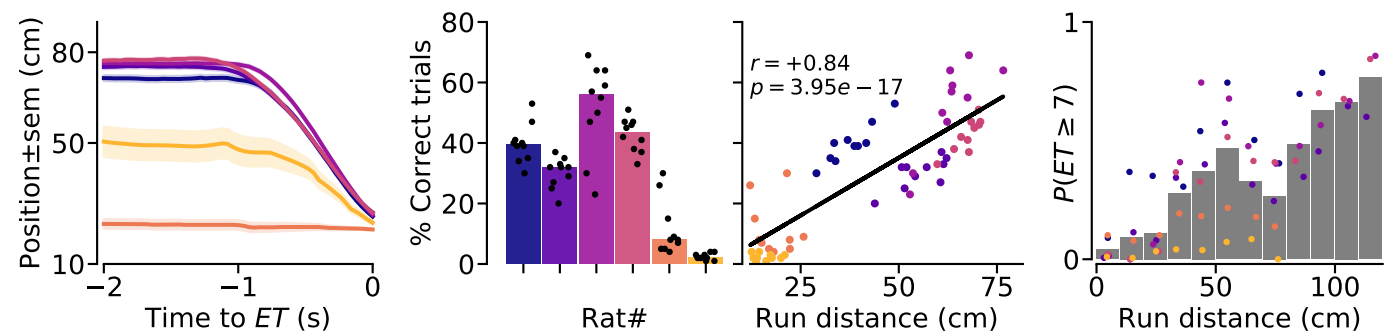 Position±sem (cm)
80
50
10
−2
−1
0
Time to ET (s)
% Correct trials
80
60
40
20
0
Rat#
r = +0.84
p = 3.95e − 17
25
50
75
Run distance (cm)
P(ET ≥ 7)
1
0
0
50
100
Run distance (cm)